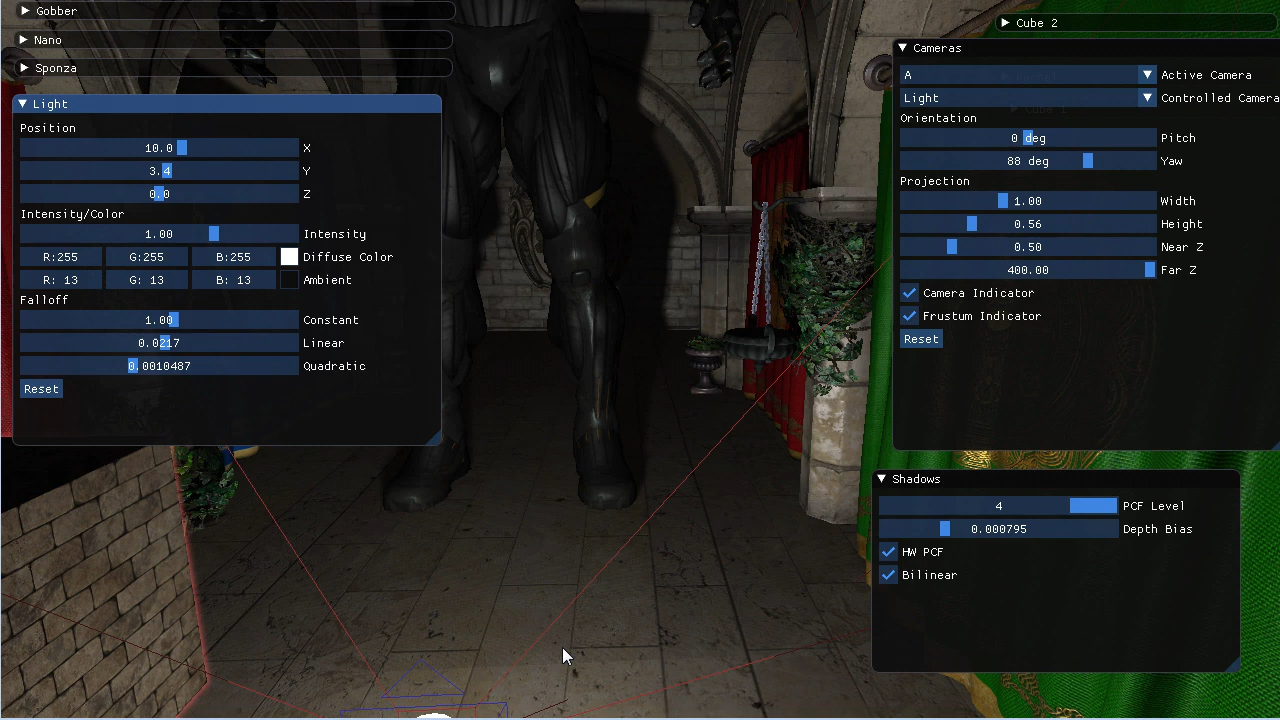 Gobber
Nano
Sponza
Light
Position
10.0 X
3.4 Y
0.0 Z
Intensity/Color
1.00 Intensity
R:255 G:255 B:255 Diffuse Color
R: 13 G: 13 B: 13 Ambient
Falloff
1.00 Constant
0.0217 Linear
0.0010487 Quadratic
Reset
Cube 2
Cameras
A Active Camera
Light Controlled Camera
Orientation
0 deg Pitch
88 deg Yaw
Projection
1.00 Width
0.56 Height
0.50 Near Z
400.00 Far Z
Camera Indicator
Frustum Indicator
Reset
Shadows
4 PCF Level
0.000795 Depth Bias
HW PCF
Bilinear